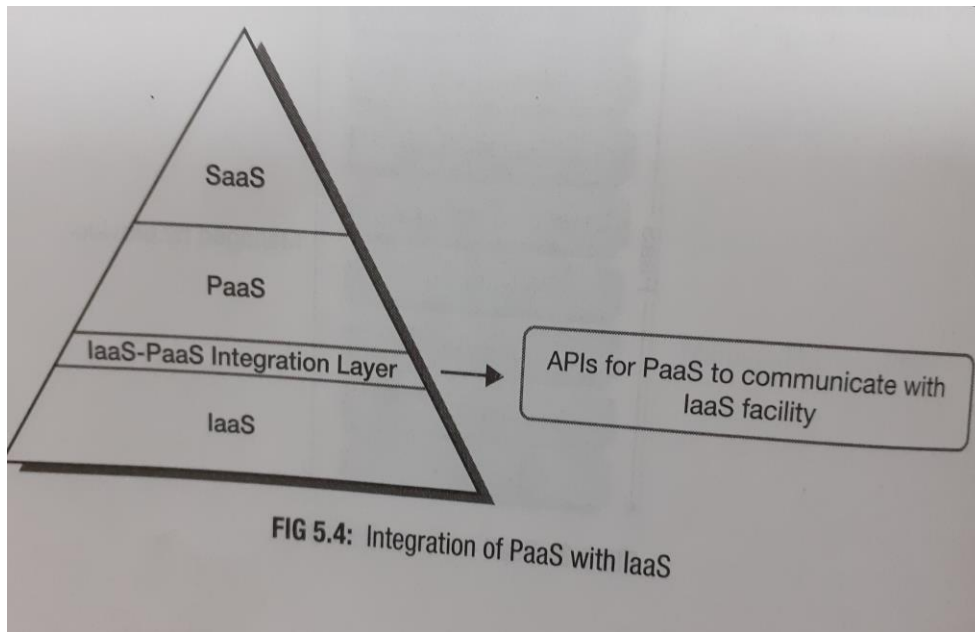 SaaS
PaaS
IaaS-PaaS Integration Layer
IaaS
APIs for PaaS to communicate with
IaaS facility
FIG 5.4: Integration of PaaS with IaaS